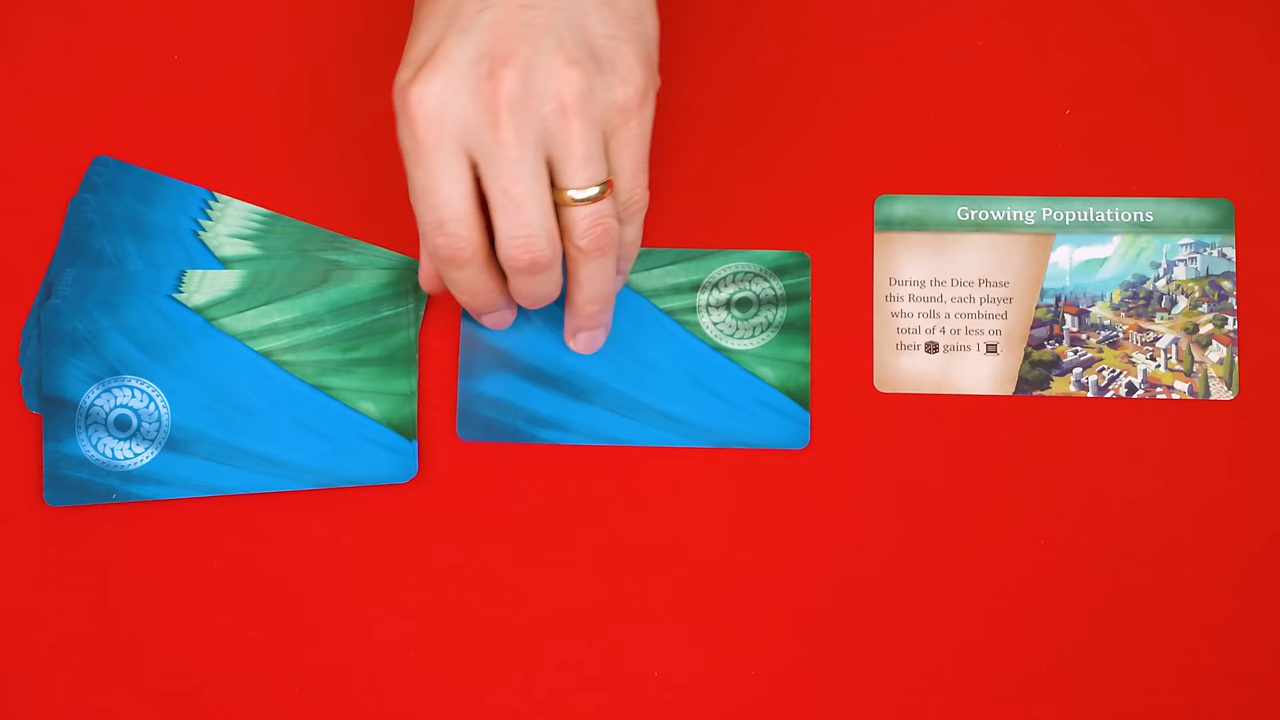 Growing Populations
During the Dice Phase
this Round, each player
who rolls a combined
total of 4 or less on
their gains 1 .